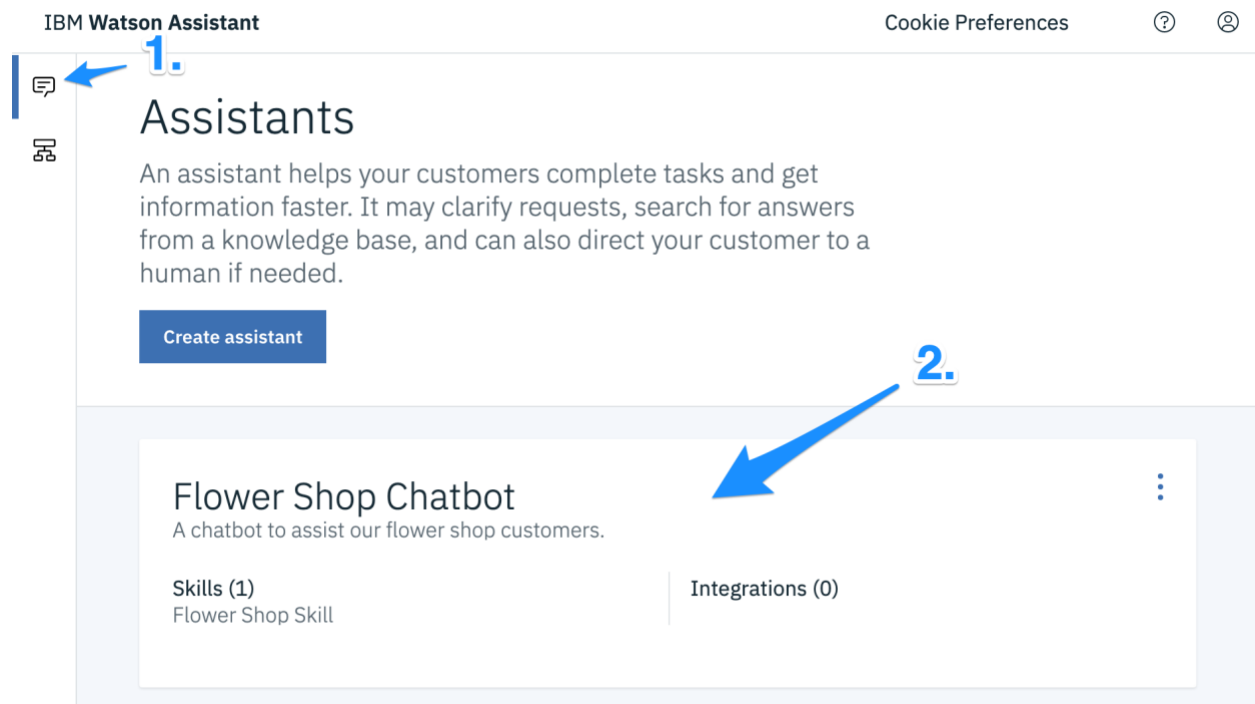 IBM Watson Assistant
Cookie Preferences
1.
Assistants
An assistant helps your customers complete tasks and get
information faster. It may clarify requests, search for answers
from a knowledge base, and can also direct your customer to a
human if needed.
Create assistant
2.
Flower Shop Chatbot
A chatbot to assist our flower shop customers.
Skills (1)
Flower Shop Skill
Integrations (0)